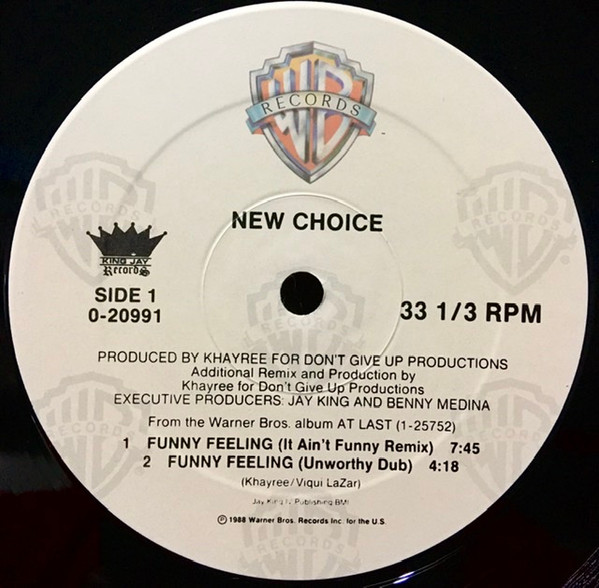 WB
RECORDS
NEW CHOICE
KING JAY
Records
SIDE 1
0-20991
33 1/3 RPM
PRODUCED BY KHAYREE FOR DON'T GIVE UP PRODUCTIONS
Additional Remix and Production by
Khayree for Don't Give Up Productions
EXECUTIVE PRODUCERS: JAY KING AND BENNY MEDINA
From the Warner Bros. album AT LAST (1-25752)
1 FUNNY FEELING (It Ain't Funny Remix) 7:45
2 FUNNY FEELING (Unworthy Dub) 4:18
(Khayree/Viqui LaZar)
Jay King IV Publishing BMI
℗ 1988 Warner Bros. Records Inc. for the U.S.